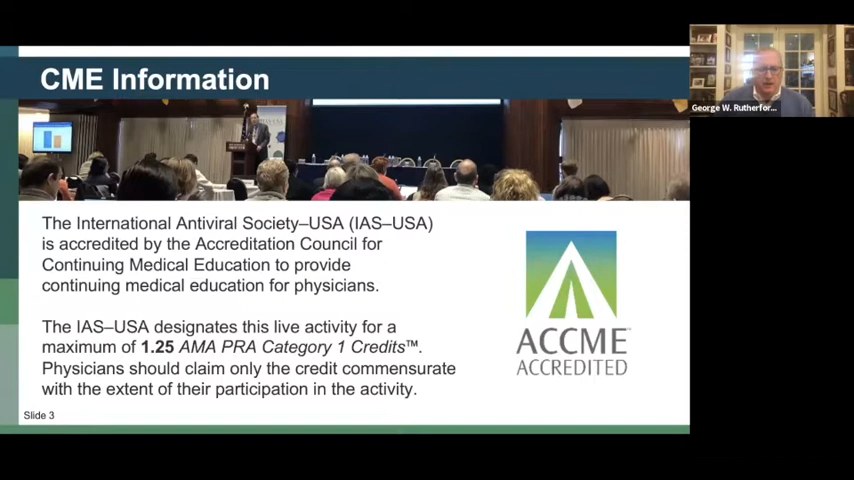 CME Information
George W. Rutherfor...
The International Antiviral Society–USA (IAS–USA)
is accredited by the Accreditation Council for
Continuing Medical Education to provide
continuing medical education for physicians.
The IAS–USA designates this live activity for a
maximum of 1.25 AMA PRA Category 1 Credits™.
Physicians should claim only the credit commensurate
with the extent of their participation in the activity.
ACCME™
ACCREDITED
Slide 3